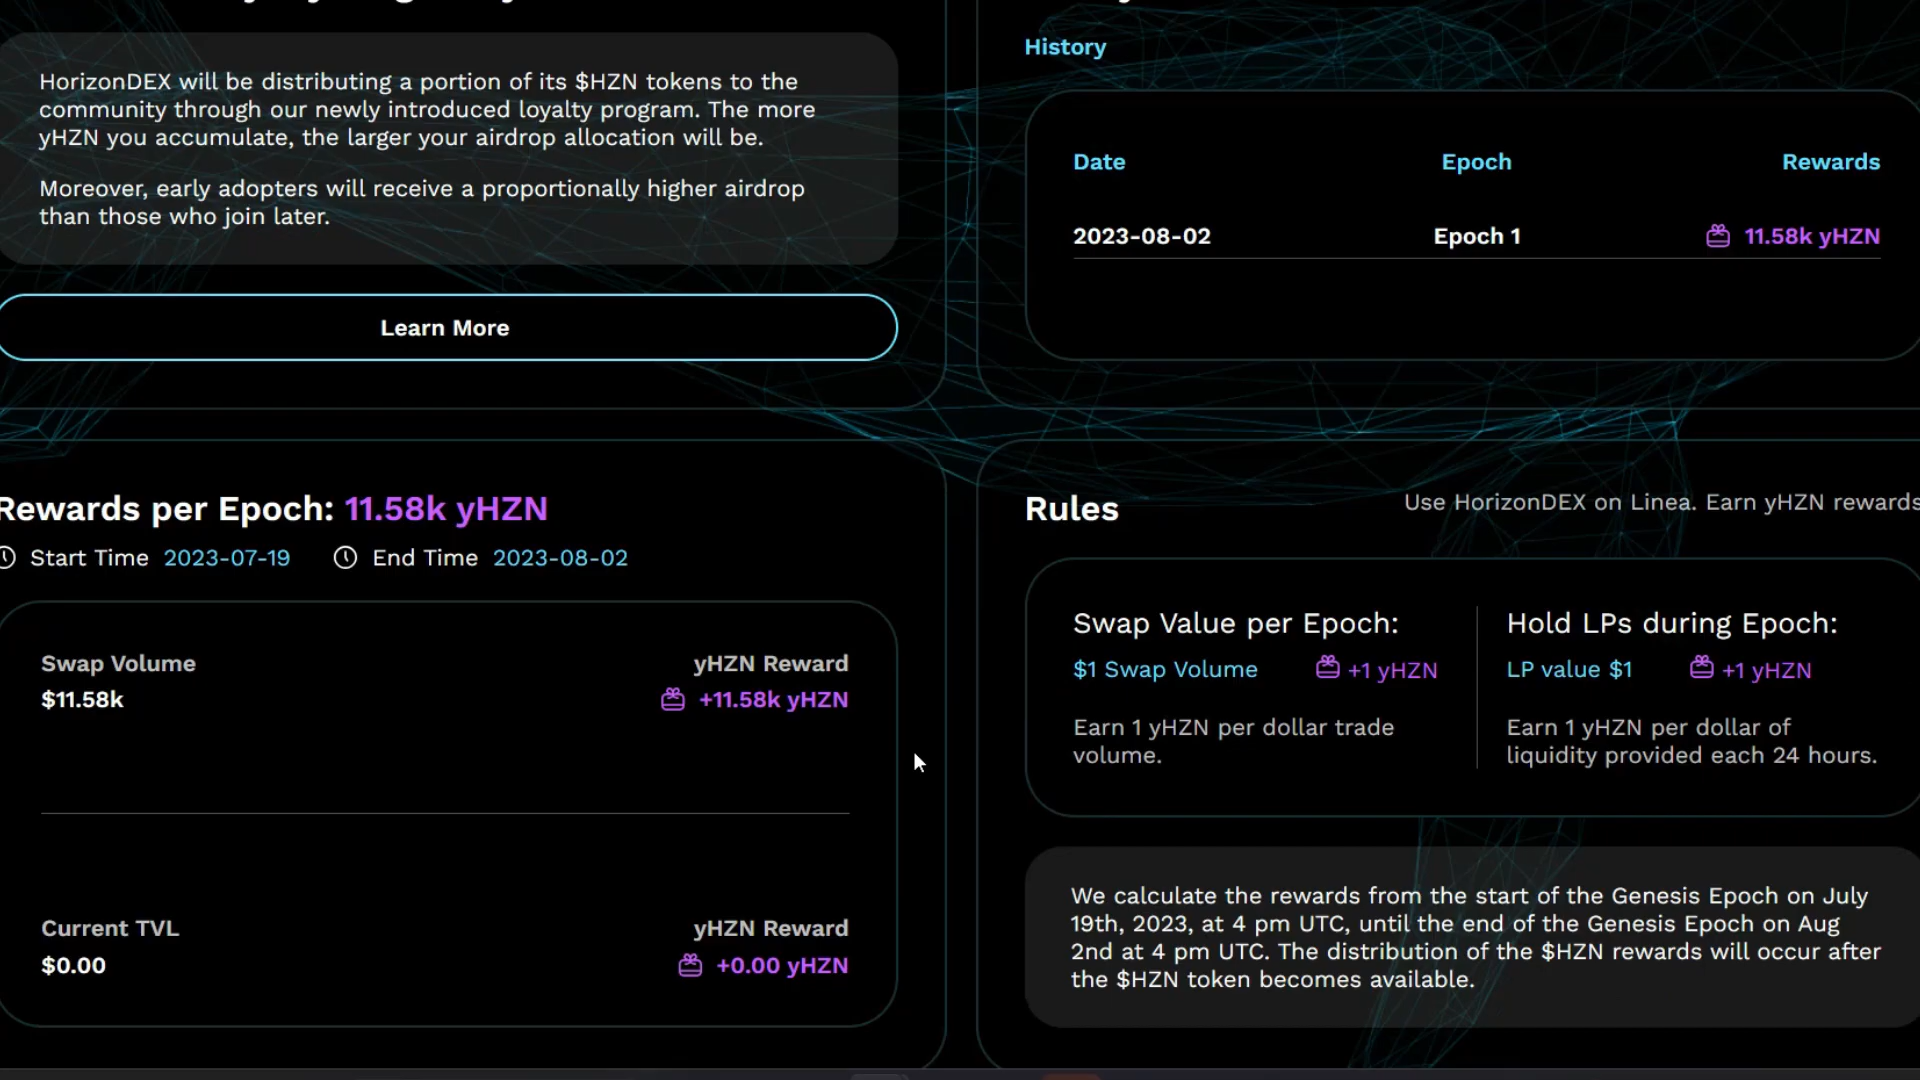 HorizonDEX will be distributing a portion of its $HZN tokens to the
community through our newly introduced loyalty program. The more
yHZN you accumulate, the larger your airdrop allocation will be.
Moreover, early adopters will receive a proportionally higher airdrop
than those who join later.
Learn More
History
Date Epoch Rewards
2023-08-02 Epoch 1 11.58k yHZN
Rewards per Epoch: 11.58k yHZN
Start Time 2023-07-19 End Time 2023-08-02
Swap Volume yHZN Reward
$11.58k +11.58k yHZN
Current TVL yHZN Reward
$0.00 +0.00 yHZN
Rules Use HorizonDEX on Linea. Earn yHZN rewards
Swap Value per Epoch:
$1 Swap Volume +1 yHZN
Earn 1 yHZN per dollar trade
volume.
Hold LPs during Epoch:
LP value $1 +1 yHZN
Earn 1 yHZN per dollar of
liquidity provided each 24 hours.
We calculate the rewards from the start of the Genesis Epoch on July
19th, 2023, at 4 pm UTC, until the end of the Genesis Epoch on Aug
2nd at 4 pm UTC. The distribution of the $HZN rewards will occur after
the $HZN token becomes available.